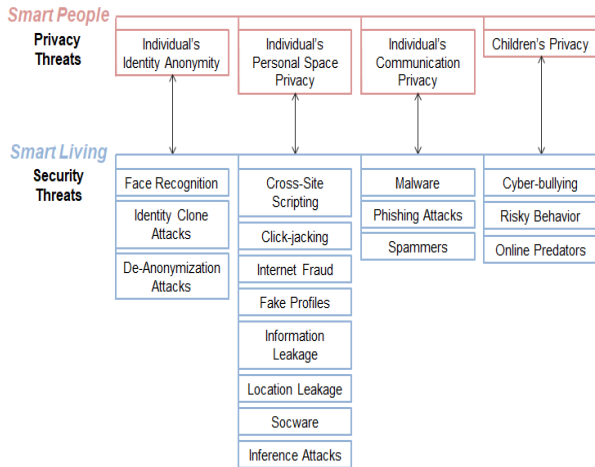 Smart People
Privacy
Threats
Individual's
Identity Anonymity
Individual's
Personal Space
Privacy
Individual's
Communication
Privacy
Children's Privacy
Smart Living
Security
Threats
Face Recognition
Identity Clone
Attacks
De-Anonymization
Attacks
Cross-Site
Scripting
Click-jacking
Internet Fraud
Fake Profiles
Information
Leakage
Location Leakage
Socware
Inference Attacks
Malware
Phishing Attacks
Spammers
Cyber-bullying
Risky Behavior
Online Predators